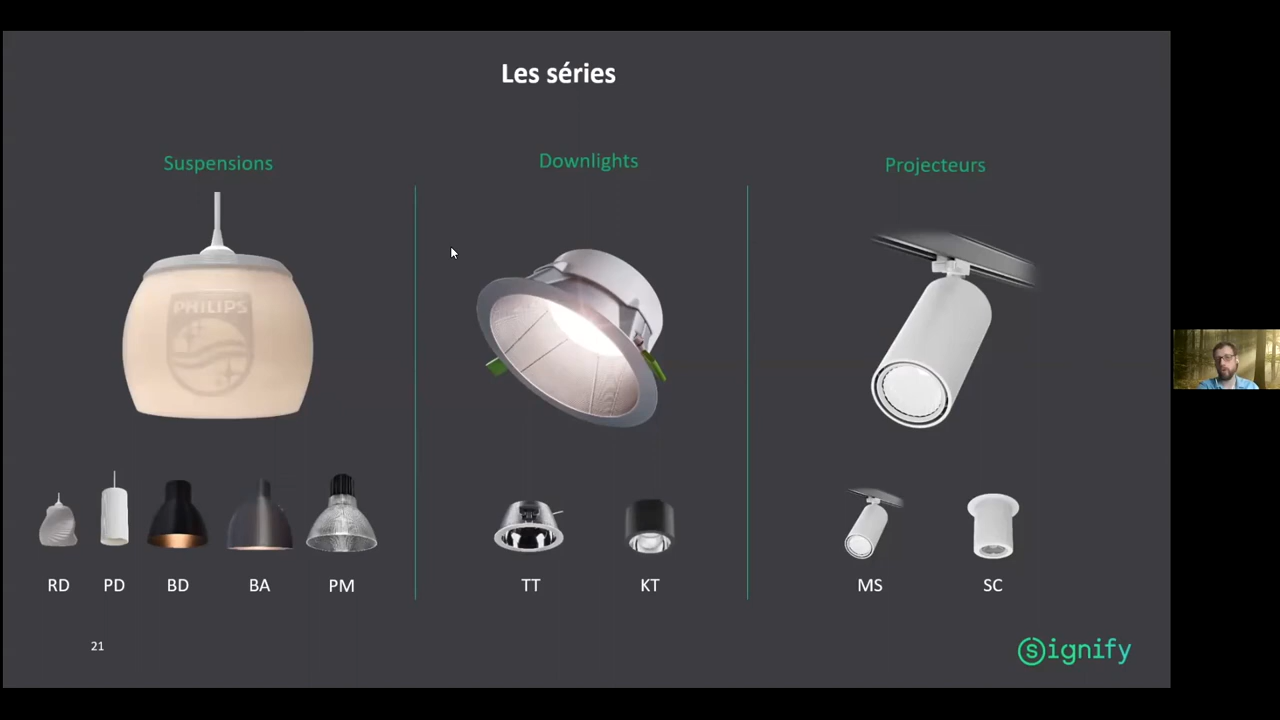 Les séries
Suspensions
Downlights
Projecteurs
PHILIPS
RD
PD
BD
BA
PM
TT
KT
MS
SC
21
signify